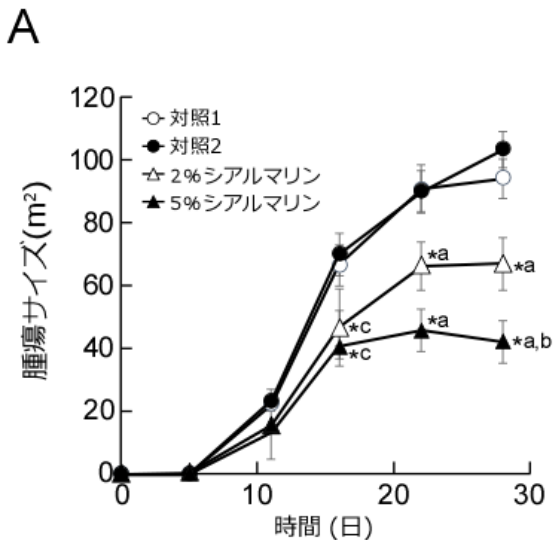 A
120
100
80
60
40
20
0
腫瘍サイズ(m²)
対照1
対照2
2%シアルマリン
5%シアルマリン
*a
*a
*c
*a
*c
*a,b
0
10
20
30
時間 (日)